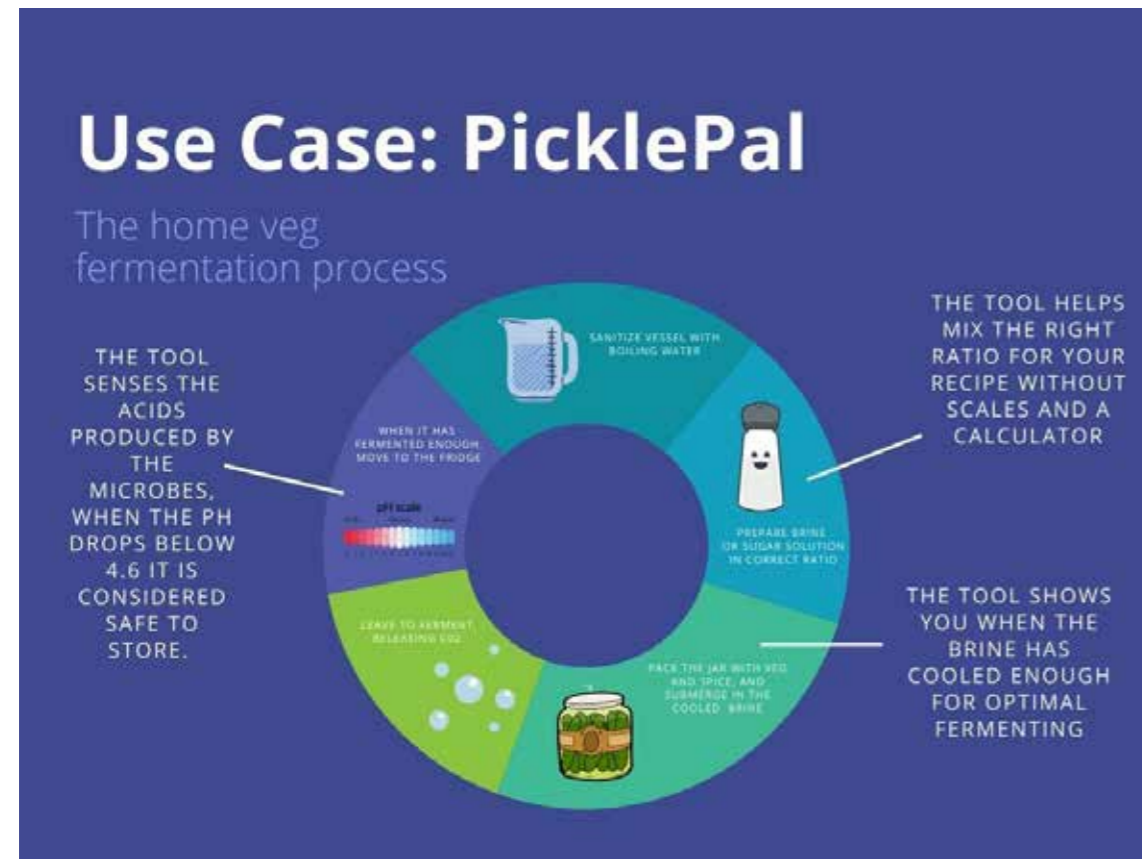 Use Case: PicklePal
The home veg
fermentation process
SANITIZE VESSEL WITH
BOILING WATER
THE TOOL HELPS
MIX THE RIGHT
RATIO FOR YOUR
RECIPE WITHOUT
SCALES AND A
CALCULATOR
PREPARE BRINE
OR SUGAR SOLUTION
IN CORRECT RATIO
THE TOOL SHOWS
YOU WHEN THE
BRINE HAS
COOLED ENOUGH
FOR OPTIMAL
FERMENTING
PACK THE JAR WITH VEG
AND SPICE, AND
SUBMERGE IN THE
COOLED BRINE
LEAVE TO FERMENT,
RELEASING CO2
WHEN IT HAS
FERMENTED ENOUGH,
MOVE TO THE FRIDGE
pH scale
THE TOOL
SENSES THE
ACIDS
PRODUCED BY
THE
MICROBES,
WHEN THE PH
DROPS BELOW
4.6 IT IS
CONSIDERED
SAFE TO
STORE.